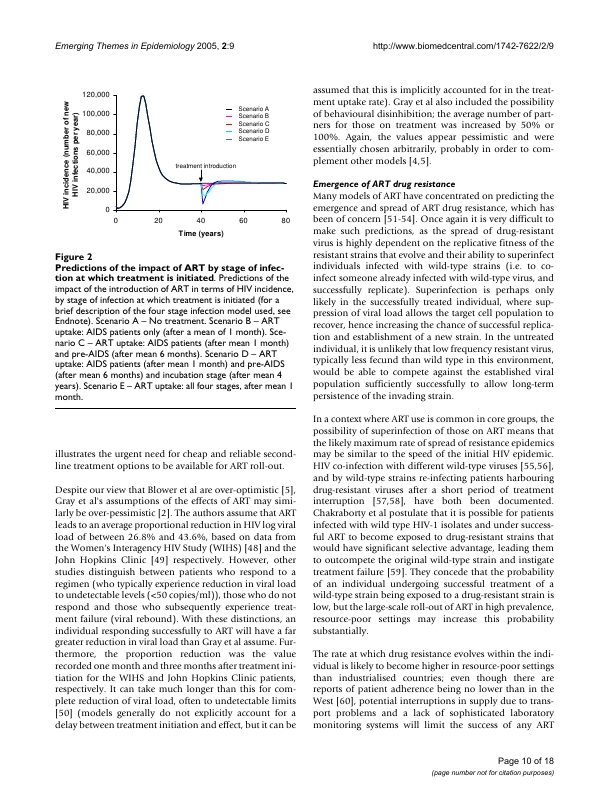 Emerging Themes in Epidemiology 2005, 2:9
http://www.biomedcentral.com/1742-7622/2/9
HIV incidence (number of new
HIV infections per year)
120,000
100,000
80,000
60,000
40,000
20,000
0
Scenario A
Scenario B
Scenario C
Scenario D
Scenario E
treatment introduction
0 20 40 60 80
Time (years)
Figure 2
Predictions of the impact of ART by stage of infec-
tion at which treatment is initiated. Predictions of the
impact of the introduction of ART in terms of HIV incidence,
by stage of infection at which treatment is initiated (for a
brief description of the four stage infection model used, see
Endnote). Scenario A – No treatment. Scenario B – ART
uptake: AIDS patients only (after a mean of 1 month). Sce-
nario C – ART uptake: AIDS patients (after mean 1 month)
and pre-AIDS (after mean 6 months). Scenario D – ART
uptake: AIDS patients (after mean 1 month) and pre-AIDS
(after mean 6 months) and incubation stage (after mean 4
years). Scenario E – ART uptake: all four stages, after mean 1
month.
illustrates the urgent need for cheap and reliable second-
line treatment options to be available for ART roll-out.
Despite our view that Blower et al are over-optimistic [5],
Gray et al's assumptions of the effects of ART may simi-
larly be over-pessimistic [2]. The authors assume that ART
leads to an average proportional reduction in HIV log viral
load of between 26.8% and 43.6%, based on data from
the Women's Interagency HIV Study (WIHS) [48] and the
John Hopkins Clinic [49] respectively. However, other
studies distinguish between patients who respond to a
regimen (who typically experience reduction in viral load
to undetectable levels (<50 copies/ml)), those who do not
respond and those who subsequently experience treat-
ment failure (viral rebound). With these distinctions, an
individual responding successfully to ART will have a far
greater reduction in viral load than Gray et al assume. Fur-
thermore, the proportion reduction was the value
recorded one month and three months after treatment ini-
tiation for the WIHS and John Hopkins Clinic patients,
respectively. It can take much longer than this for com-
plete reduction of viral load, often to undetectable limits
[50] (models generally do not explicitly account for a
delay between treatment initiation and effect, but it can be
assumed that this is implicitly accounted for in the treat-
ment uptake rate). Gray et al also included the possibility
of behavioural disinhibition; the average number of part-
ners for those on treatment was increased by 50% or
100%. Again, the values appear pessimistic and were
essentially chosen arbitrarily, probably in order to com-
plement other models [4,5].
Emergence of ART drug resistance
Many models of ART have concentrated on predicting the
emergence and spread of ART drug resistance, which has
been of concern [51-54]. Once again it is very difficult to
make such predictions, as the spread of drug-resistant
virus is highly dependent on the replicative fitness of the
resistant strains that evolve and their ability to superinfect
individuals infected with wild-type strains (i.e. to co-
infect someone already infected with wild-type virus, and
successfully replicate). Superinfection is perhaps only
likely in the successfully treated individual, where sup-
pression of viral load allows the target cell population to
recover, hence increasing the chance of successful replica-
tion and establishment of a new strain. In the untreated
individual, it is unlikely that low frequency resistant virus,
typically less fecund than wild type in this environment,
would be able to compete against the established viral
population sufficiently successfully to allow long-term
persistence of the invading strain.
In a context where ART use is common in core groups, the
possibility of superinfection of those on ART means that
the likely maximum rate of spread of resistance epidemics
may be similar to the speed of the initial HIV epidemic.
HIV co-infection with different wild-type viruses [55,56],
and by wild-type strains re-infecting patients harbouring
drug-resistant viruses after a short period of treatment
interruption [57,58], have both been documented.
Chakraborty et al postulate that it is possible for patients
infected with wild type HIV-1 isolates and under success-
ful ART to become exposed to drug-resistant strains that
would have significant selective advantage, leading them
to outcompete the original wild-type strain and instigate
treatment failure [59]. They concede that the probability
of an individual undergoing successful treatment of a
wild-type strain being exposed to a drug-resistant strain is
low, but the large-scale roll-out of ART in high prevalence,
resource-poor settings may increase this probability
substantially.
The rate at which drug resistance evolves within the indi-
vidual is likely to become higher in resource-poor settings
than industrialised countries; even though there are
reports of patient adherence being no lower than in the
West [60], potential interruptions in supply due to trans-
port problems and a lack of sophisticated laboratory
monitoring systems will limit the success of any ART
Page 10 of 18
(page number not for citation purposes)